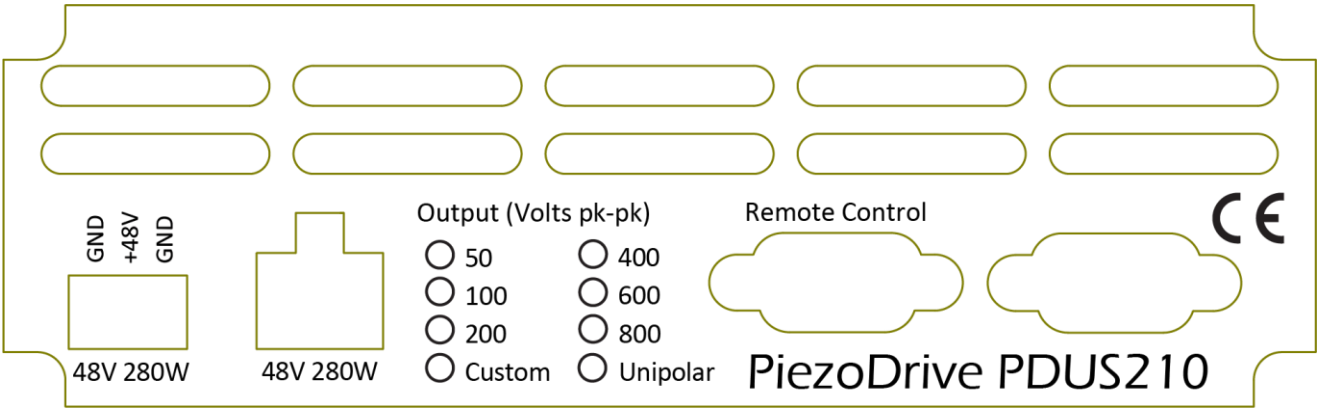 GND
+48V
GND
48V 280W
48V 280W
Output (Volts pk-pk)
50
100
200
Custom
400
600
800
Unipolar
Remote Control
CE
PiezoDrive PDUS210